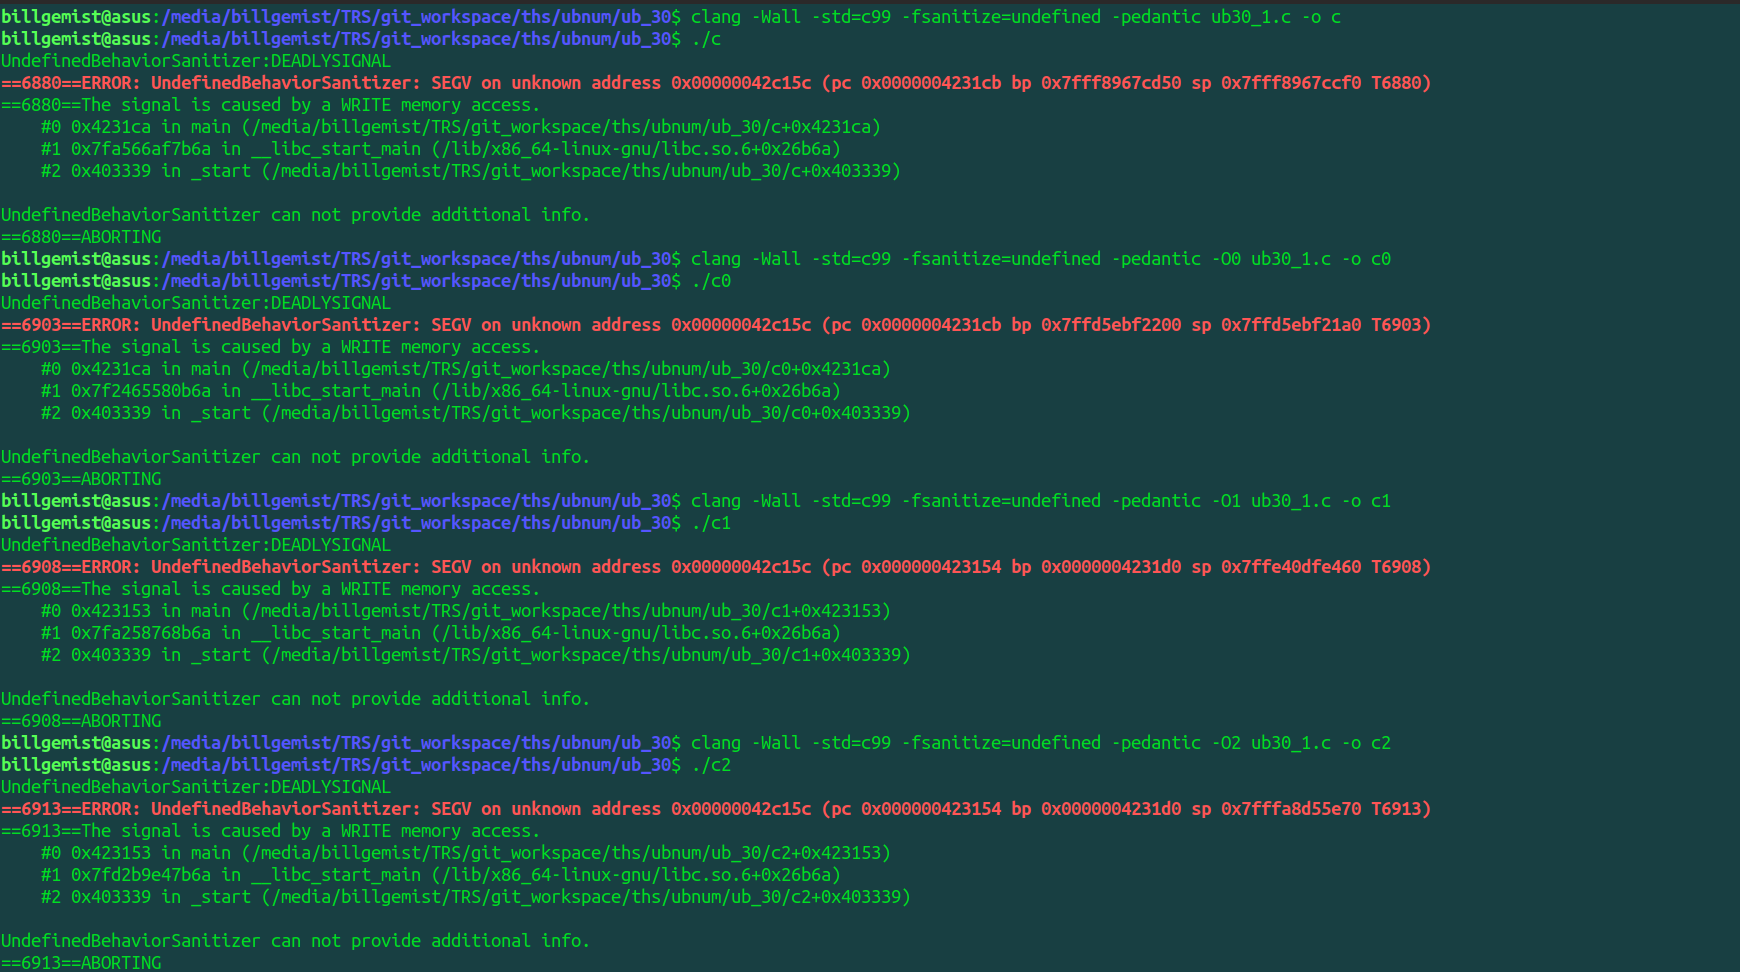 billgemist@asus:/media/billgemist/TRS/git_workspace/ths/ubnum/ub_30$ clang -Wall -std=c99 -fsanitize=undefined -pedantic ub30_1.c -o c
billgemist@asus:/media/billgemist/TRS/git_workspace/ths/ubnum/ub_30$ ./c
UndefinedBehaviorSanitizer:DEADLYSIGNAL
==6880==ERROR: UndefinedBehaviorSanitizer: SEGV on unknown address 0x00000042c15c (pc 0x0000004231cb bp 0x7fff8967cd50 sp 0x7fff8967ccf0 T6880)
==6880==The signal is caused by a WRITE memory access.
    #0 0x4231ca in main (/media/billgemist/TRS/git_workspace/ths/ubnum/ub_30/c+0x4231ca)
    #1 0x7fa566af7b6a in __libc_start_main (/lib/x86_64-linux-gnu/libc.so.6+0x26b6a)
    #2 0x403339 in _start (/media/billgemist/TRS/git_workspace/ths/ubnum/ub_30/c+0x403339)

UndefinedBehaviorSanitizer can not provide additional info.
==6880==ABORTING
billgemist@asus:/media/billgemist/TRS/git_workspace/ths/ubnum/ub_30$ clang -Wall -std=c99 -fsanitize=undefined -pedantic -O0 ub30_1.c -o c0
billgemist@asus:/media/billgemist/TRS/git_workspace/ths/ubnum/ub_30$ ./c0
UndefinedBehaviorSanitizer:DEADLYSIGNAL
==6903==ERROR: UndefinedBehaviorSanitizer: SEGV on unknown address 0x00000042c15c (pc 0x0000004231cb bp 0x7ffd5ebf2200 sp 0x7ffd5ebf21a0 T6903)
==6903==The signal is caused by a WRITE memory access.
    #0 0x4231ca in main (/media/billgemist/TRS/git_workspace/ths/ubnum/ub_30/c0+0x4231ca)
    #1 0x7f2465580b6a in __libc_start_main (/lib/x86_64-linux-gnu/libc.so.6+0x26b6a)
    #2 0x403339 in _start (/media/billgemist/TRS/git_workspace/ths/ubnum/ub_30/c0+0x403339)

UndefinedBehaviorSanitizer can not provide additional info.
==6903==ABORTING
billgemist@asus:/media/billgemist/TRS/git_workspace/ths/ubnum/ub_30$ clang -Wall -std=c99 -fsanitize=undefined -pedantic -O1 ub30_1.c -o c1
billgemist@asus:/media/billgemist/TRS/git_workspace/ths/ubnum/ub_30$ ./c1
UndefinedBehaviorSanitizer:DEADLYSIGNAL
==6908==ERROR: UndefinedBehaviorSanitizer: SEGV on unknown address 0x00000042c15c (pc 0x000000423154 bp 0x0000004231d0 sp 0x7ffe40dfe460 T6908)
==6908==The signal is caused by a WRITE memory access.
    #0 0x423153 in main (/media/billgemist/TRS/git_workspace/ths/ubnum/ub_30/c1+0x423153)
    #1 0x7fa258768b6a in __libc_start_main (/lib/x86_64-linux-gnu/libc.so.6+0x26b6a)
    #2 0x403339 in _start (/media/billgemist/TRS/git_workspace/ths/ubnum/ub_30/c1+0x403339)

UndefinedBehaviorSanitizer can not provide additional info.
==6908==ABORTING
billgemist@asus:/media/billgemist/TRS/git_workspace/ths/ubnum/ub_30$ clang -Wall -std=c99 -fsanitize=undefined -pedantic -O2 ub30_1.c -o c2
billgemist@asus:/media/billgemist/TRS/git_workspace/ths/ubnum/ub_30$ ./c2
UndefinedBehaviorSanitizer:DEADLYSIGNAL
==6913==ERROR: UndefinedBehaviorSanitizer: SEGV on unknown address 0x00000042c15c (pc 0x000000423154 bp 0x0000004231d0 sp 0x7fffa8d55e70 T6913)
==6913==The signal is caused by a WRITE memory access.
    #0 0x423153 in main (/media/billgemist/TRS/git_workspace/ths/ubnum/ub_30/c2+0x423153)
    #1 0x7fd2b9e47b6a in __libc_start_main (/lib/x86_64-linux-gnu/libc.so.6+0x26b6a)
    #2 0x403339 in _start (/media/billgemist/TRS/git_workspace/ths/ubnum/ub_30/c2+0x403339)

UndefinedBehaviorSanitizer can not provide additional info.
==6913==ABORTING